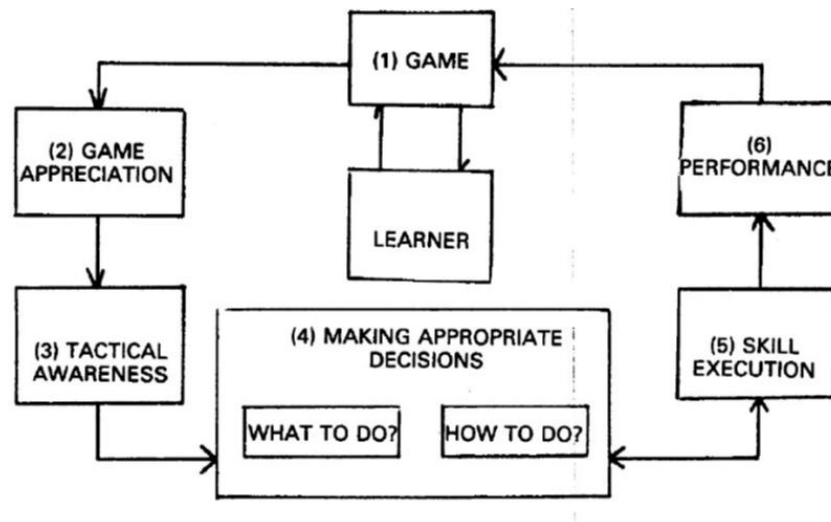 (1) GAME
(2) GAME
APPRECIATION
(6)
PERFORMANCE
LEARNER
(3) TACTICAL
AWARENESS
(4) MAKING APPROPRIATE
DECISIONS
WHAT TO DO?
HOW TO DO?
(5) SKILL
EXECUTION